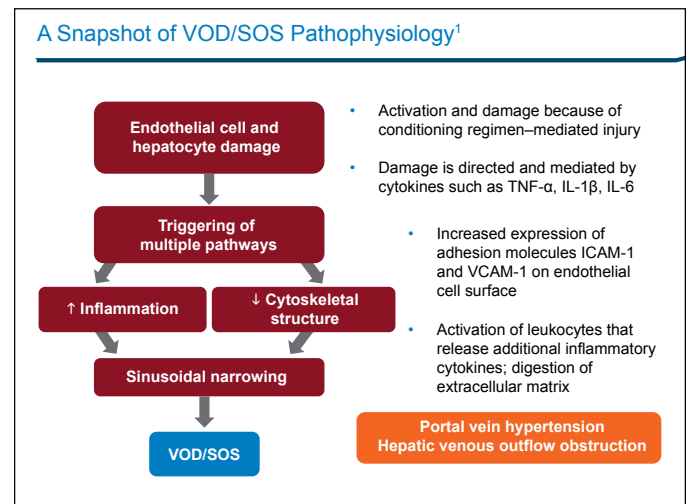 A Snapshot of VOD/SOS Pathophysiology¹
Endothelial cell and
hepatocyte damage
Triggering of
multiple pathways
↑ Inflammation
↓ Cytoskeletal
structure
Sinusoidal narrowing
VOD/SOS
• Activation and damage because of
conditioning regimen–mediated injury
• Damage is directed and mediated by
cytokines such as TNF-α, IL-1β, IL-6
• Increased expression of
adhesion molecules ICAM-1
and VCAM-1 on endothelial
cell surface
• Activation of leukocytes that
release additional inflammatory
cytokines; digestion of
extracellular matrix
Portal vein hypertension
Hepatic venous outflow obstruction